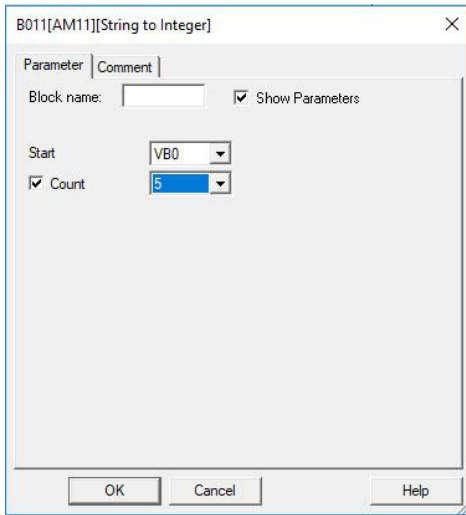 B011[AM11][String to Integer]
Parameter Comment
Block name: Show Parameters
Start VB0
Count 5
OK Cancel Help